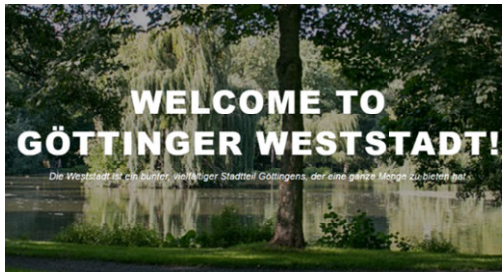 WELCOME TO
GÖTTINGER WESTSTADT!
Die Weststadt ist ein bunter, vielfältiger Stadtteil Göttingens, der eine ganze Menge zu bieten hat